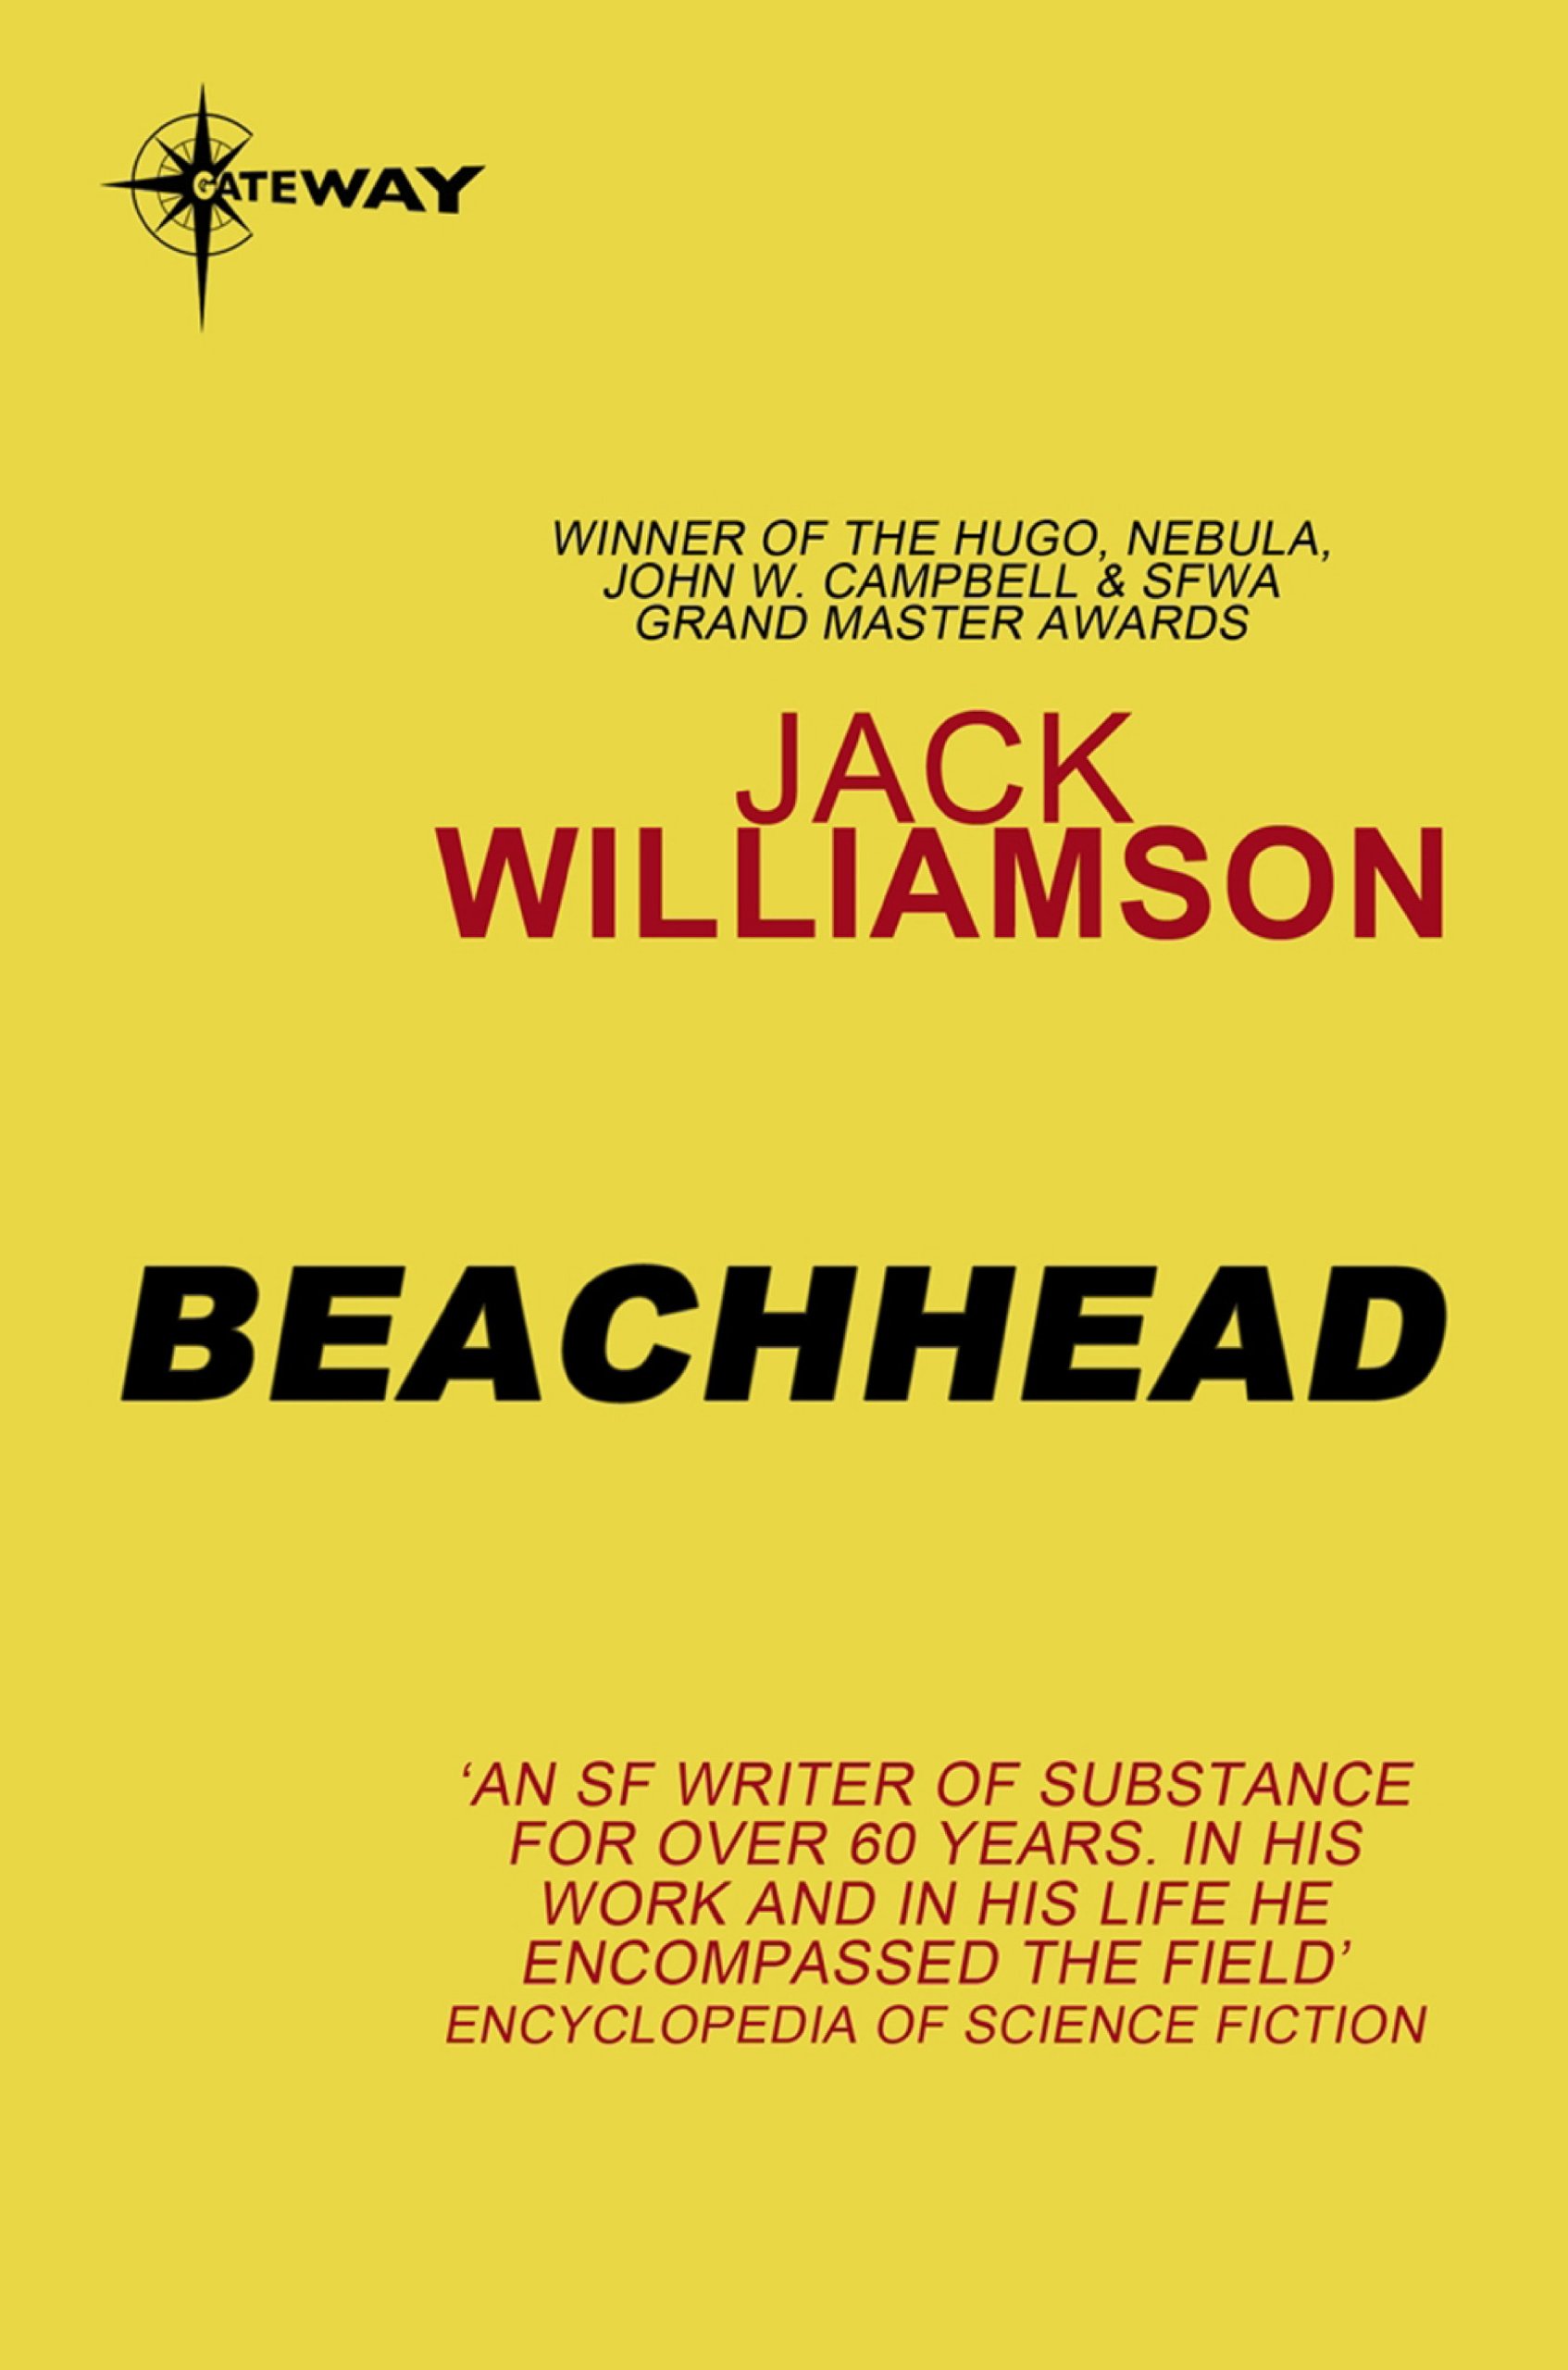 GATEWAY
WINNER OF THE HUGO, NEBULA,
JOHN W. CAMPBELL & SFWA
GRAND MASTER AWARDS
JACK
WILLIAMSON
BEACHHEAD
‘AN SF WRITER OF SUBSTANCE
FOR OVER 60 YEARS. IN HIS
WORK AND IN HIS LIFE HE
ENCOMPASSED THE FIELD’
ENCYCLOPEDIA OF SCIENCE FICTION